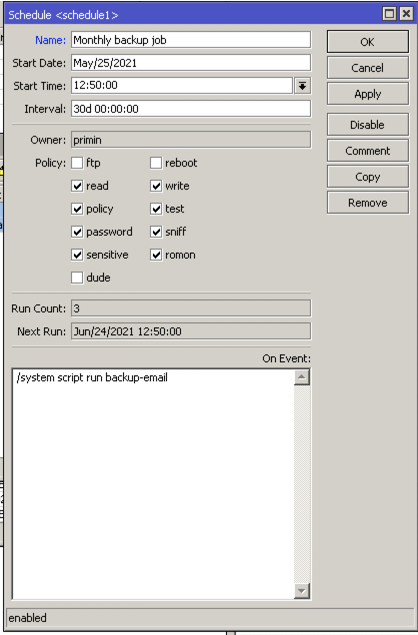 Schedule <schedule1>
Name: Monthly backup job
OK
Start Date: May/25/2021
Cancel
Start Time: 12:50:00
Apply
Interval: 30d 00:00:00
Disable
Owner: primin
Comment
Policy: ftp reboot
Copy
read write
Remove
policy test
password sniff
sensitive romon
dude
Run Count: 3
Next Run: Jun/24/2021 12:50:00
On Event:
/system script run backup-email
enabled